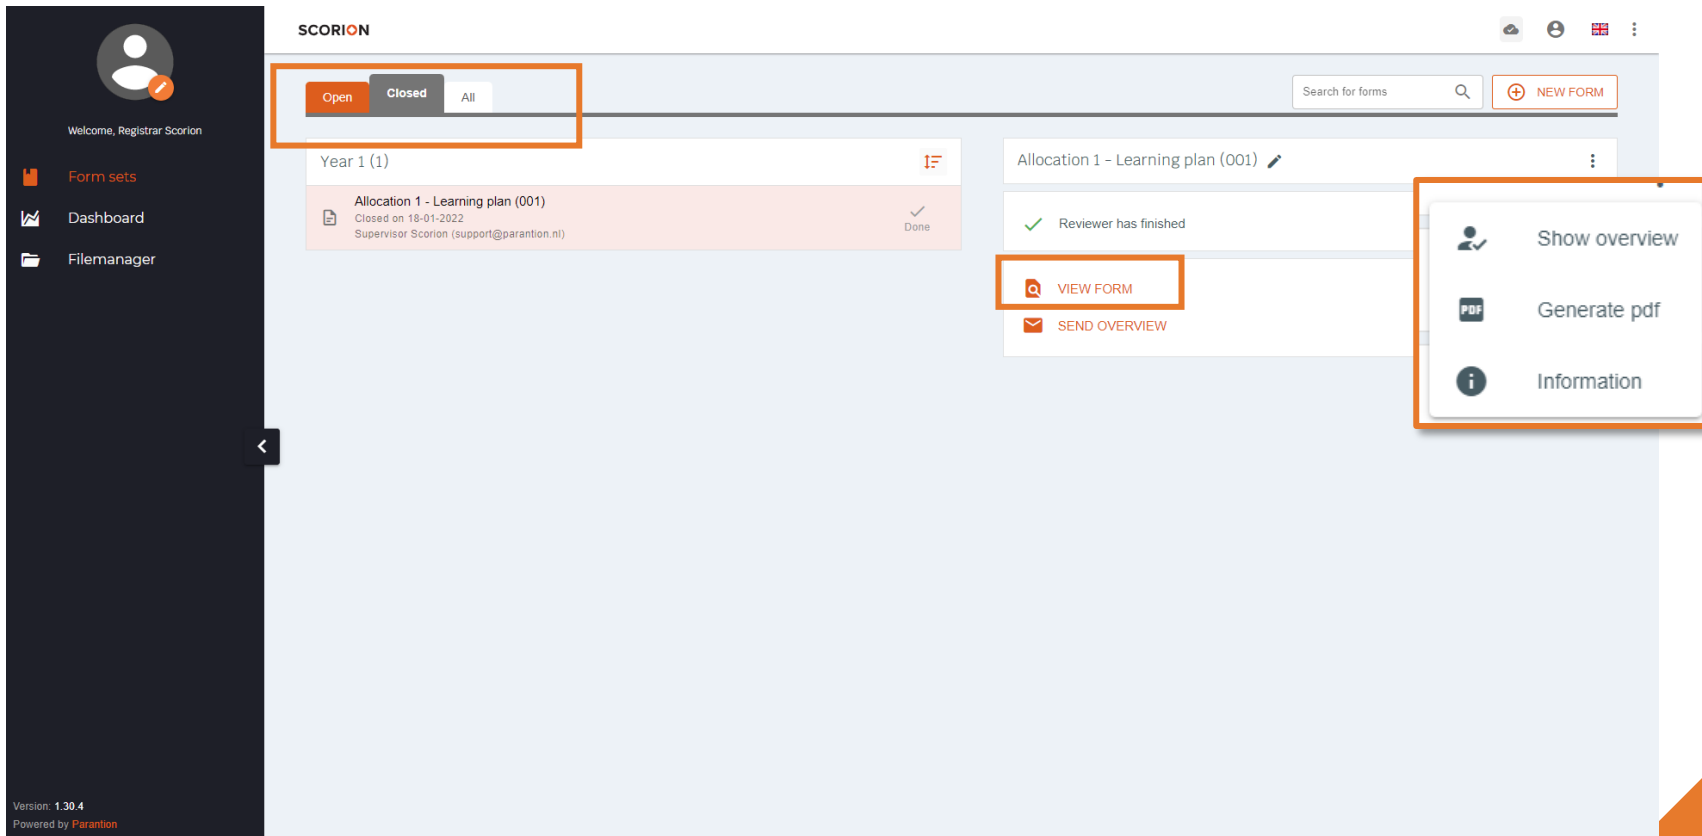 SCORION
Welcome, Registrar Scorion
Form sets
Dashboard
Filemanager
Version: 1.30.4
Powered by Parantion
Open
Closed
All
Search for forms
NEW FORM
Year 1 (1)
Allocation 1 - Learning plan (001)
Closed on 18-01-2022
Supervisor Scorion (support@parantion.nl)
Done
Allocation 1 - Learning plan (001)
Reviewer has finished
VIEW FORM
SEND OVERVIEW
Show overview
PDF
Generate pdf
Information